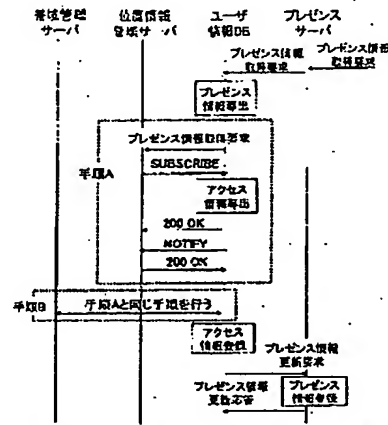 帯域管理
サーバ
位置情報
管理サーバ
ユーザ
情報DB
プレゼンス
サーバ
プレゼンス情報
取得要求
プレゼンス情報
取得要求
プレゼンス
情報導出
プレゼンス情報取得要求
手順A
SUBSCRIBE
アクセス
情報導出
200 OK
NOTIFY
200 OK
手順B
手順Aと同じ手順を行う
アクセス
情報登録
プレゼンス情報
更新要求
プレゼンス情報
更新応答
プレゼンス
情報登録